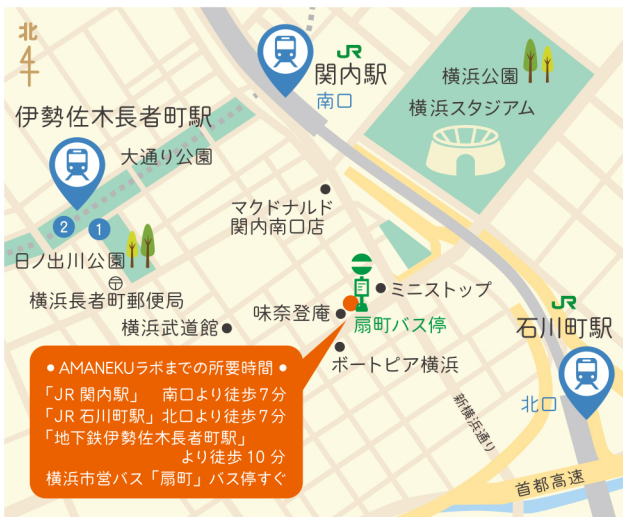 北
JR
関内駅
南口
横浜公園
横浜スタジアム
伊勢佐木長者町駅
大通り公園
2
1
マクドナルド
関内南口店
日ノ出川公園
横浜長者町郵便局
横浜武道館
味奈登庵
ミニストップ
扇町バス停
ボートピア横浜
JR
石川町駅
北口
新横浜通り
首都高速
● AMANEKUラボまでの所要時間 ●
「JR 関内駅」 南口より徒歩7分
「JR 石川町駅」北口より徒歩7分
「地下鉄伊勢佐木長者町駅」
より徒歩 10 分
横浜市営バス「扇町」バス停すぐ